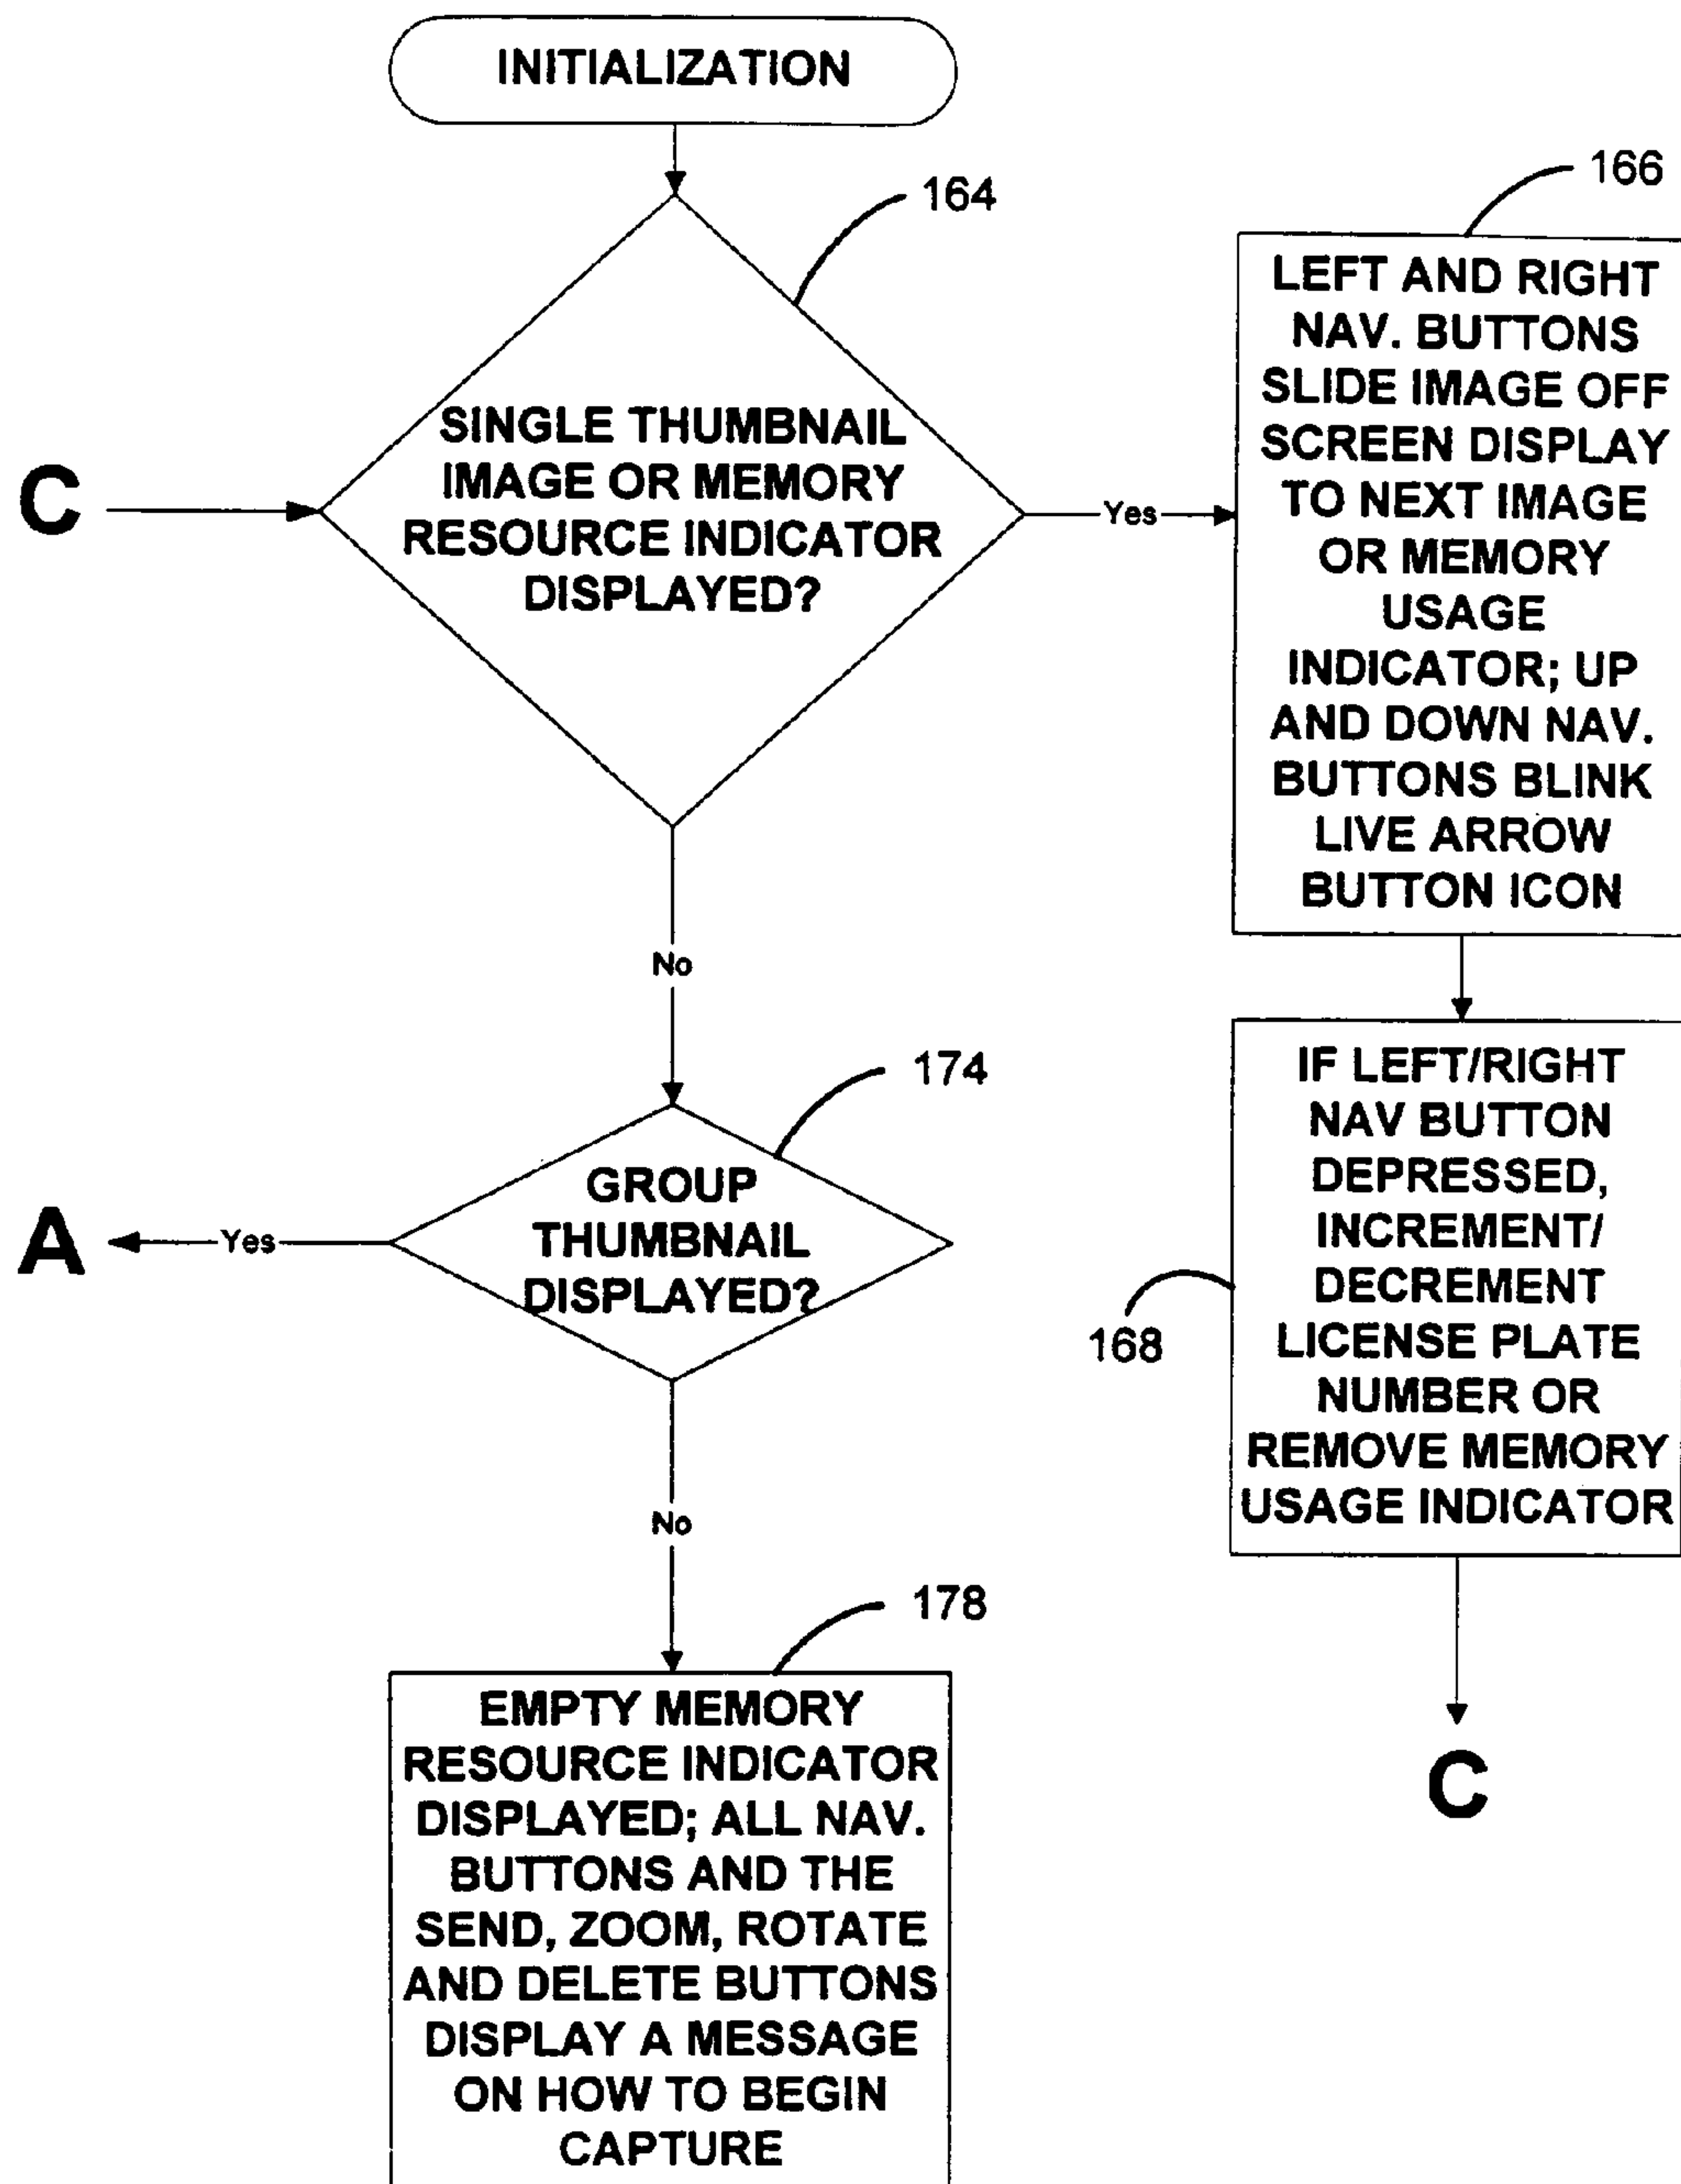 INITIALIZATION
164
SINGLE THUMBNAIL
IMAGE OR MEMORY
RESOURCE INDICATOR
DISPLAYED?
C
Yes
166
LEFT AND RIGHT
NAV. BUTTONS
SLIDE IMAGE OFF
SCREEN DISPLAY
TO NEXT IMAGE
OR MEMORY
USAGE
INDICATOR; UP
AND DOWN NAV.
BUTTONS BLINK
LIVE ARROW
BUTTON ICON
No
174
GROUP
THUMBNAIL
DISPLAYED?
A
Yes
168
IF LEFT/RIGHT
NAV BUTTON
DEPRESSED,
INCREMENT/
DECREMENT
LICENSE PLATE
NUMBER OR
REMOVE MEMORY
USAGE INDICATOR
C
No
178
EMPTY MEMORY
RESOURCE INDICATOR
DISPLAYED; ALL NAV.
BUTTONS AND THE
SEND, ZOOM, ROTATE
AND DELETE BUTTONS
DISPLAY A MESSAGE
ON HOW TO BEGIN
CAPTURE